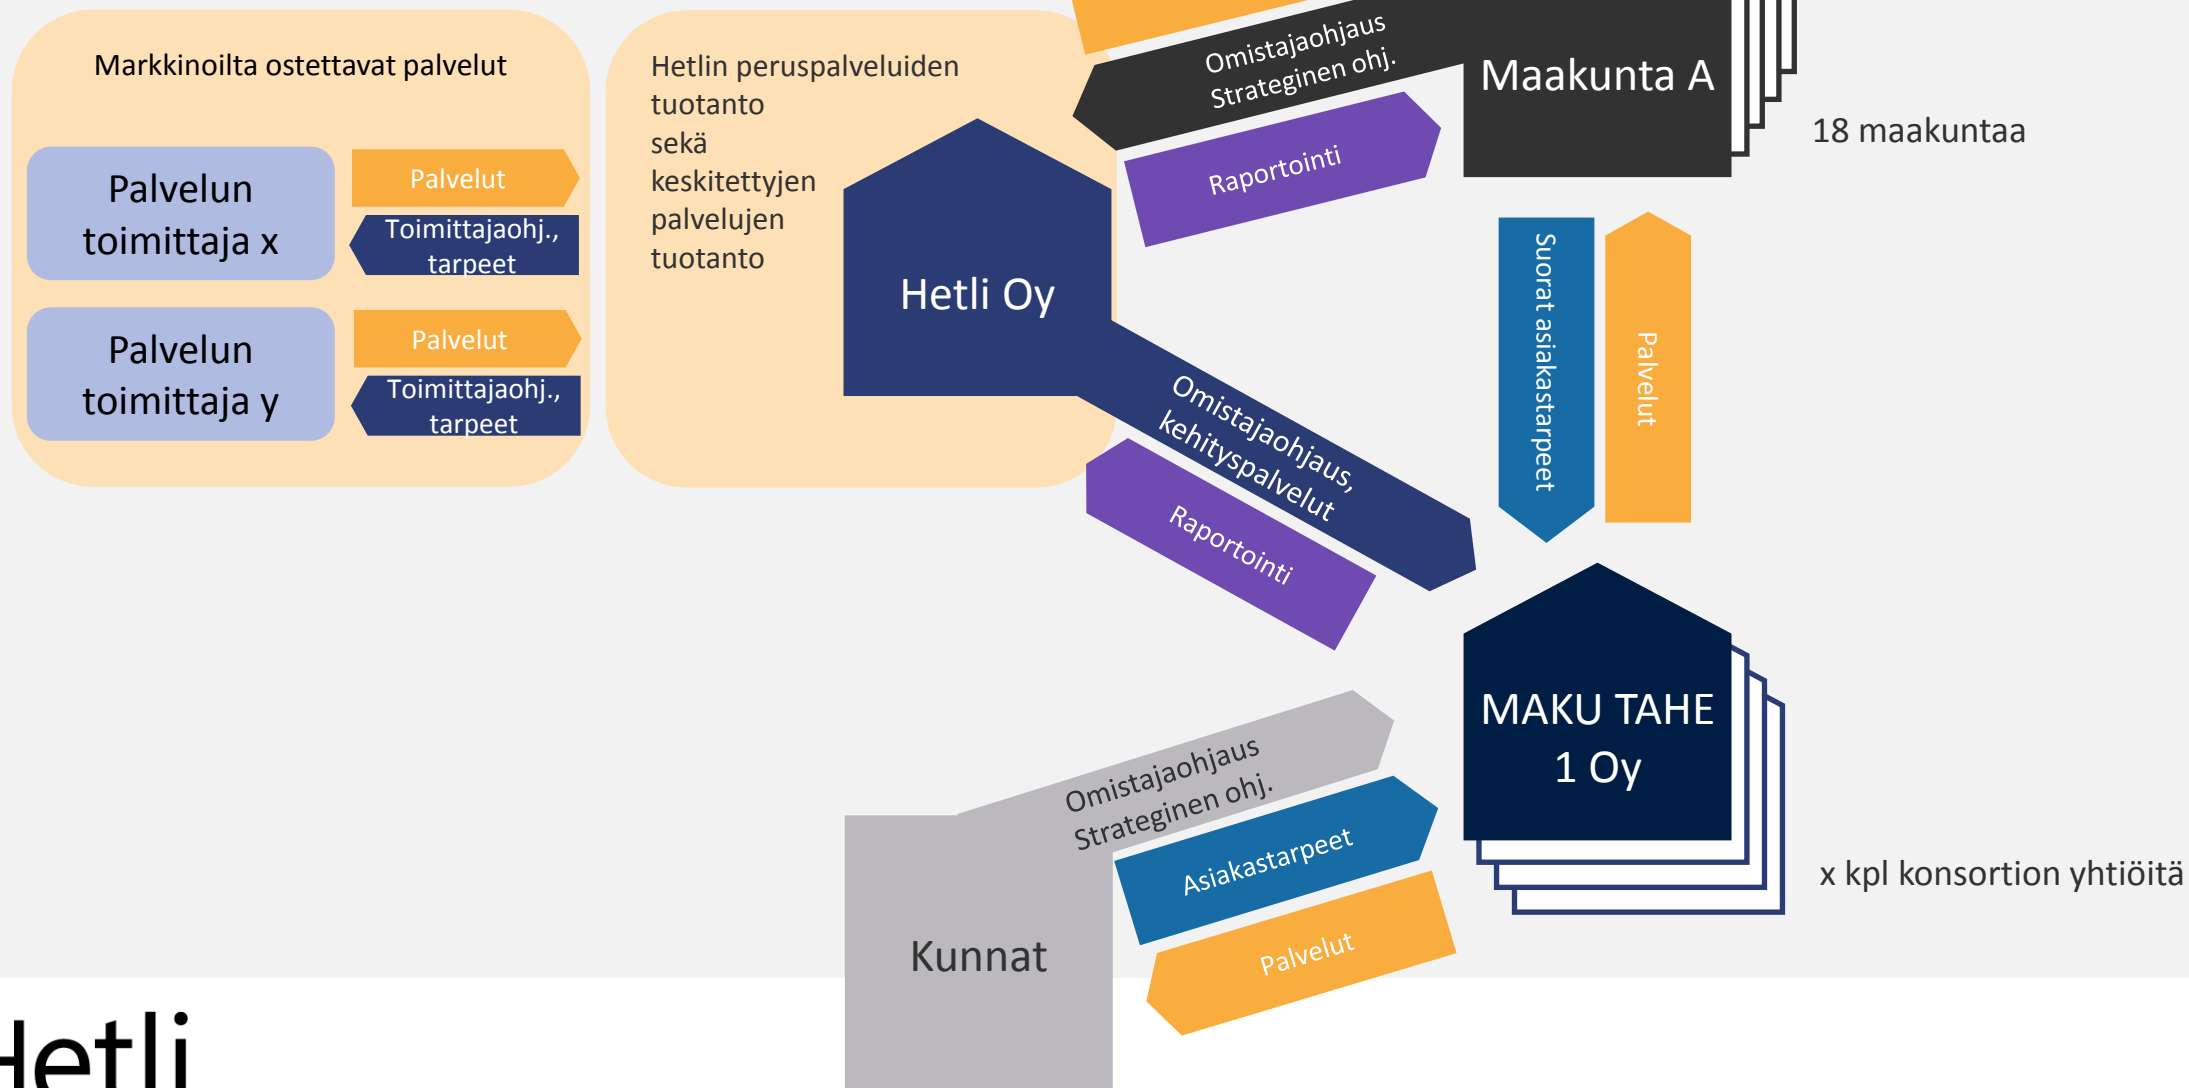 Markkinoilta ostettavat palvelut
Palvelun
toimittaja x
Palvelut
Toimittajaohj.,
tarpeet
Palvelun
toimittaja y
Palvelut
Toimittajaohj.,
tarpeet
Hetlin peruspalveluiden
tuotanto
sekä
keskitettyjen
palvelujen
tuotanto
Hetli Oy
Omistajaohjaus
Strateginen ohj.
Raportointi
Maakunta A
18 maakuntaa
Suorat asiakastarpeet
Palvelut
Omistajaohjaus,
kehityspalvelut
Raportointi
MAKU TAHE
1 Oy
x kpl konsortion yhtiöitä
Omistajaohjaus
Strateginen ohj.
Asiakastarpeet
Palvelut
Kunnat
Hetli